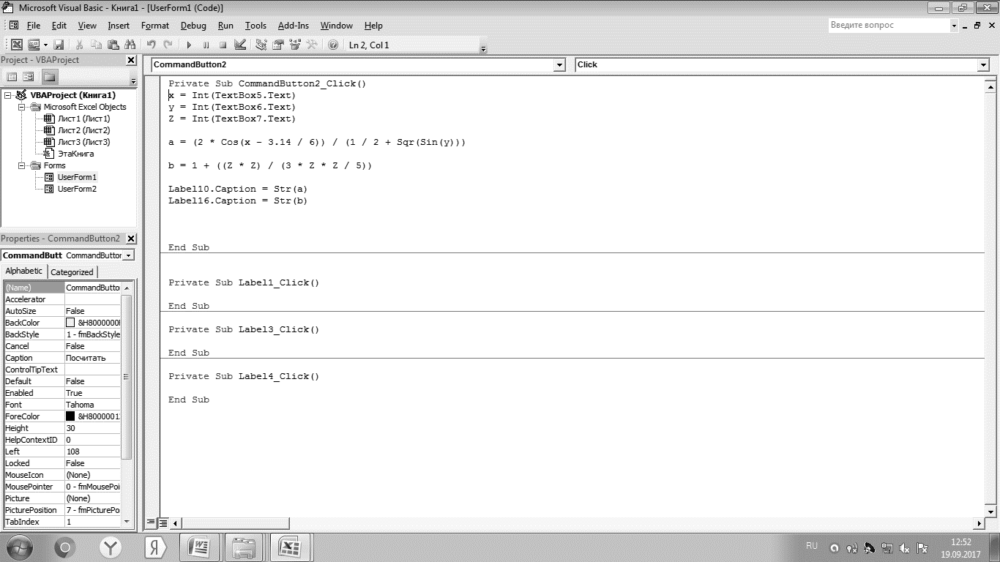 Microsoft Visual Basic - Книга1 - [UserForm1 (Code)]
File Edit View Insert Format Debug Run Tools Add-Ins Window Help
Введите вопрос
Ln 2, Col 1
Project - VBAProject
VBAProject (Книга1)
Microsoft Excel Objects
Лист1 (Лист1)
Лист2 (Лист2)
Лист3 (Лист3)
ЭтаКнига
Forms
UserForm1
UserForm2
Properties - CommandButton2
CommandButt CommandButton
Alphabetic Categorized
(Name) CommandButto
Accelerator
AutoSize False
BackColor &H8000000F
BackStyle 1 - fmBackStyle
Cancel False
Caption Посчитать
ControlTipText
Default False
Enabled True
Font Tahoma
ForeColor &H8000001
Height 30
HelpContextID 0
Left 108
Locked False
MouseIcon (None)
MousePointer 0 - fmMousePoi
Picture (None)
PicturePosition 7 - fmPicturePo
TabIndex 1
CommandButton2 Click
Private Sub CommandButton2_Click()
x = Int(TextBox5.Text)
y = Int(TextBox6.Text)
Z = Int(TextBox7.Text)
a = (2 * Cos(x - 3.14 / 6)) / (1 / 2 + Sqr(Sin(y)))
b = 1 + ((Z * Z) / (3 * Z * Z / 5))
Label10.Caption = Str(a)
Label16.Caption = Str(b)
End Sub
Private Sub Label1_Click()
End Sub
Private Sub Label3_Click()
End Sub
Private Sub Label4_Click()
End Sub
RU
12:52
19.09.2017